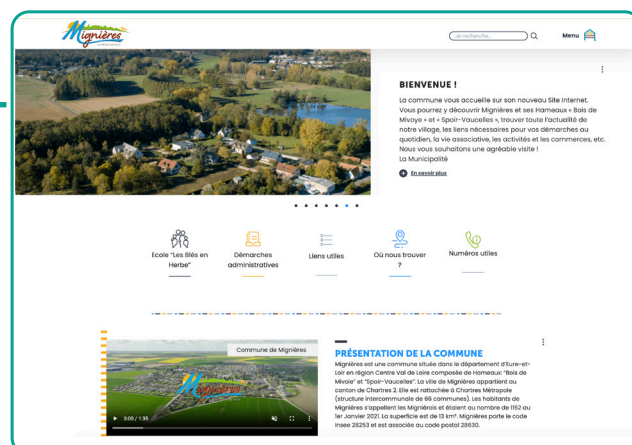 Mignières
Je recherche...
Menu
BIENVENUE !
La commune vous accueille sur son nouveau Site Internet.
Vous pourrez y découvrir Mignières et ses Hameaux « Bois de
Mivoye » et « Spoir-Vaucelles », trouver toute l'actualité de
notre village, les liens nécessaires pour vos démarches au
quotidien, la vie associative, les activités et les commerces, etc.
Nous vous souhaitons une agréable visite !
La Municipalité
En savoir plus
Ecole "Les Blés en
Herbe"
Démarches
administratives
Liens utiles
Où nous trouver
?
Numéros utiles
Commune de Mignières
Mignières
0:00 / 1:35
PRÉSENTATION DE LA COMMUNE
Mignières est une commune située dans le département d'Eure-et-
Loir en région Centre Val de Loire composée de Hameaux: "Bois de
Mivoie" et "Spoir-Vaucelles". La ville de Mignières appartient au
canton de Chartres 2. Elle est rattachée à Chartres Métropole
(structure intercommunale de 66 communes). Les habitants de
Mignières s'appellent les Mignièrois et étaient au nombre de 1152 au
1er Janvier 2021. La superficie est de 13 km². Mignières porte le code
Insee 28253 et est associée au code postal 28630.